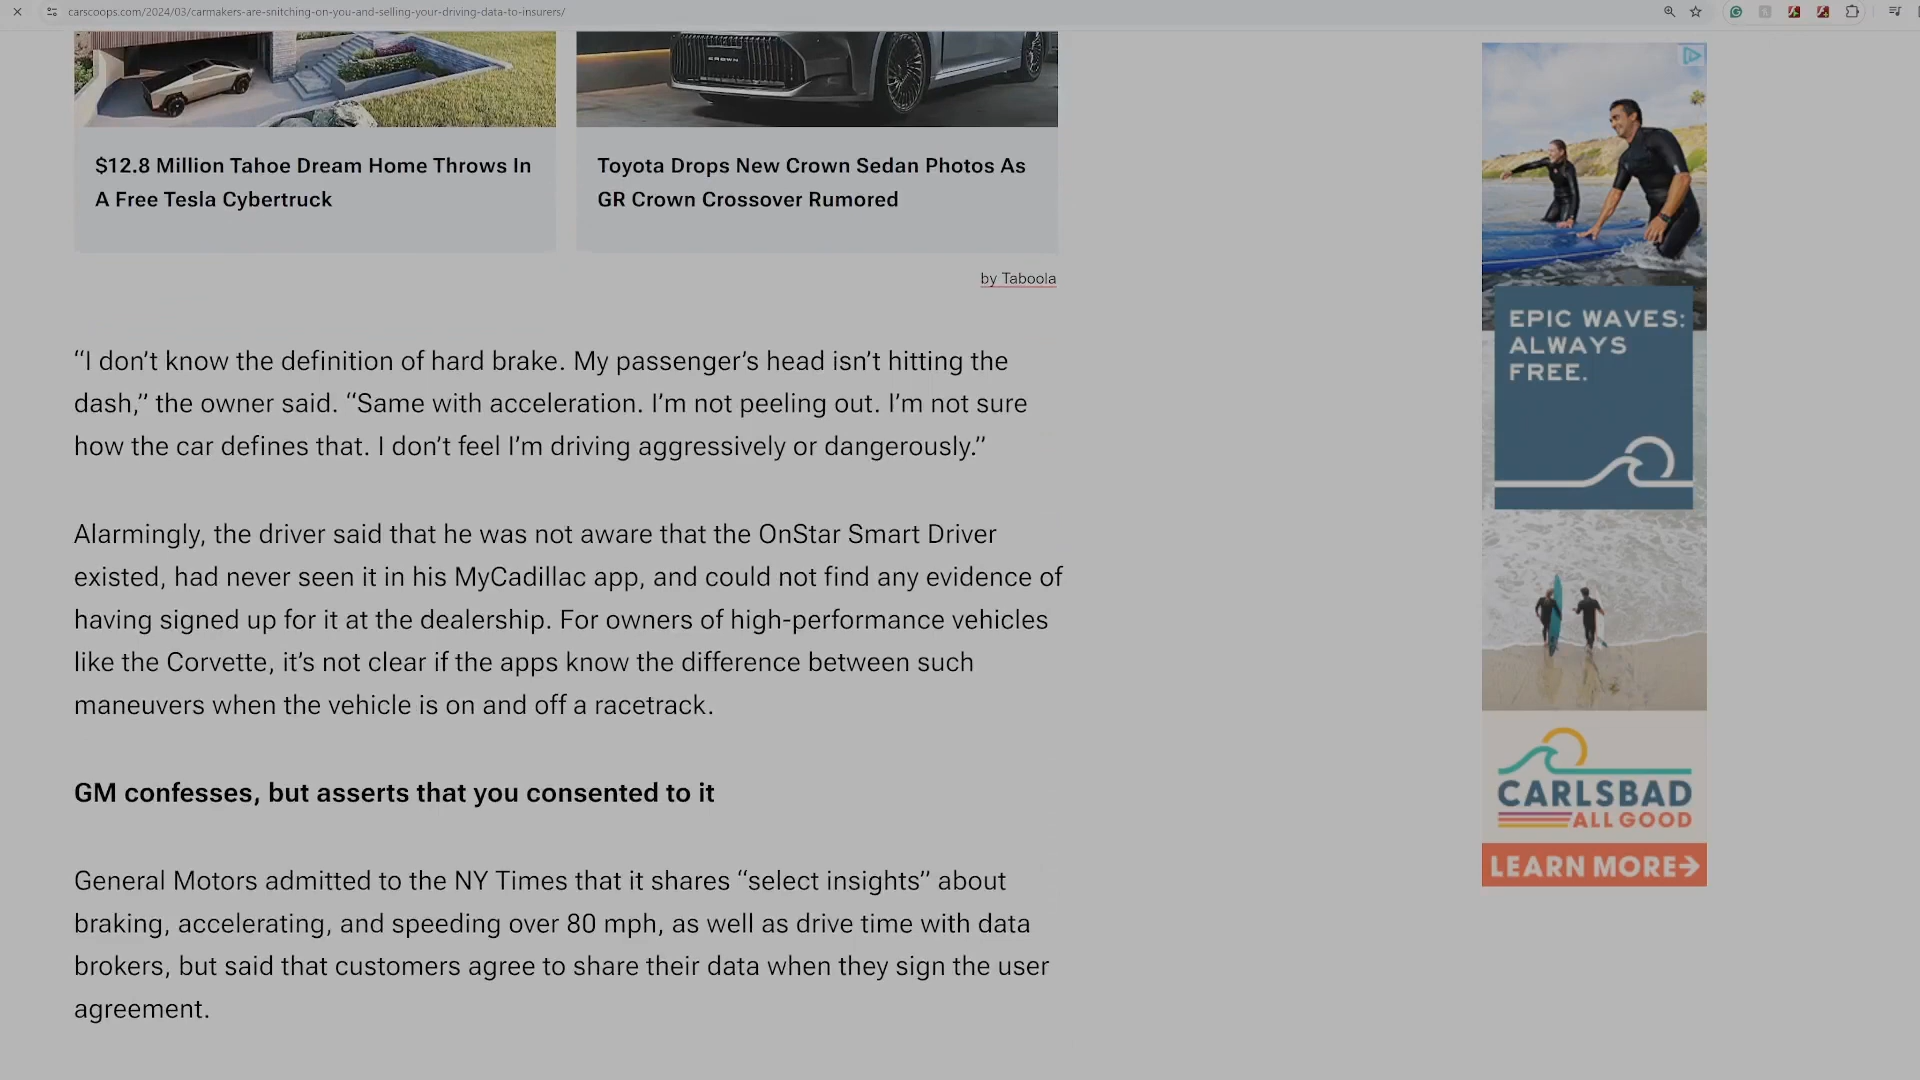 carscoops.com/2024/03/carmakers-are-snitching-on-you-and-selling-your-driving-data-to-insurers/
CROWN
$12.8 Million Tahoe Dream Home Throws In
A Free Tesla Cybertruck
Toyota Drops New Crown Sedan Photos As
GR Crown Crossover Rumored
by Taboola
“I don’t know the definition of hard brake. My passenger’s head isn’t hitting the
dash,” the owner said. “Same with acceleration. I’m not peeling out. I’m not sure
how the car defines that. I don’t feel I’m driving aggressively or dangerously.”
Alarmingly, the driver said that he was not aware that the OnStar Smart Driver
existed, had never seen it in his MyCadillac app, and could not find any evidence of
having signed up for it at the dealership. For owners of high-performance vehicles
like the Corvette, it’s not clear if the apps know the difference between such
maneuvers when the vehicle is on and off a racetrack.
GM confesses, but asserts that you consented to it
General Motors admitted to the NY Times that it shares “select insights” about
braking, accelerating, and speeding over 80 mph, as well as drive time with data
brokers, but said that customers agree to share their data when they sign the user
agreement.
EPIC WAVES:
ALWAYS
FREE.
CARLSBAD
ALL GOOD
LEARN MORE→